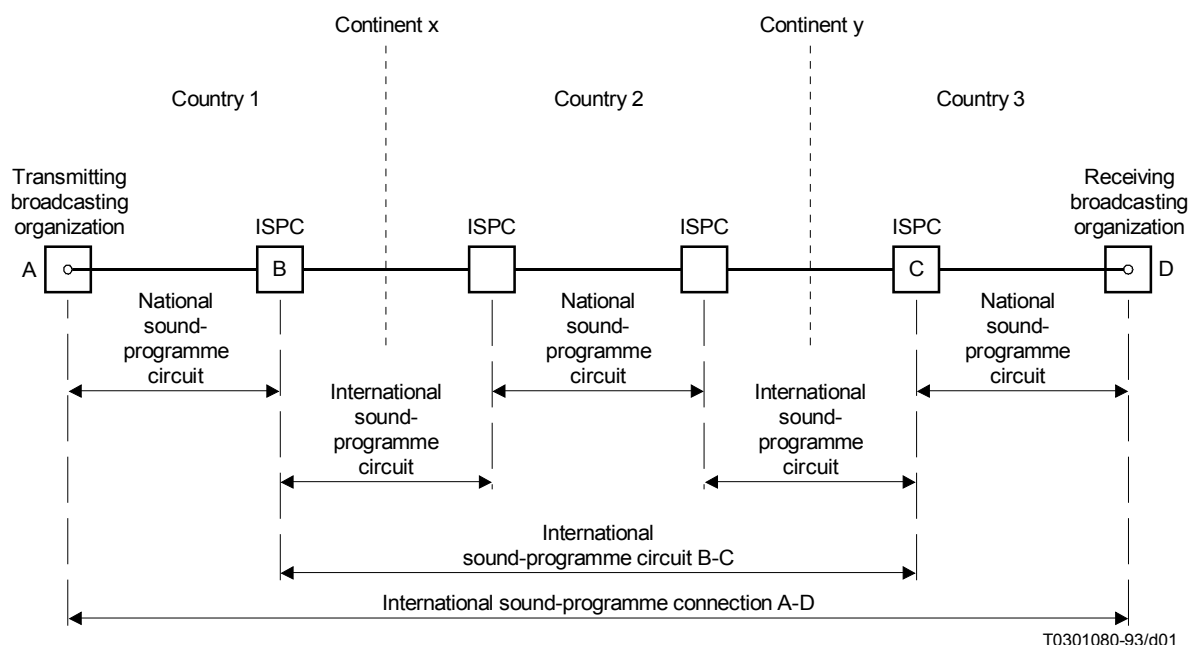 Continent x
Continent y
Country 1
Country 2
Country 3
Transmitting
broadcasting
organization
Receiving
broadcasting
organization
ISPC
ISPC
ISPC
ISPC
A
B
C
D
National
sound-
programme
circuit
National
sound-
programme
circuit
National
sound-
programme
circuit
International
sound-
programme
circuit
International
sound-
programme
circuit
International
sound-programme circuit B-C
International sound-programme connection A-D
T0301080-93/d01